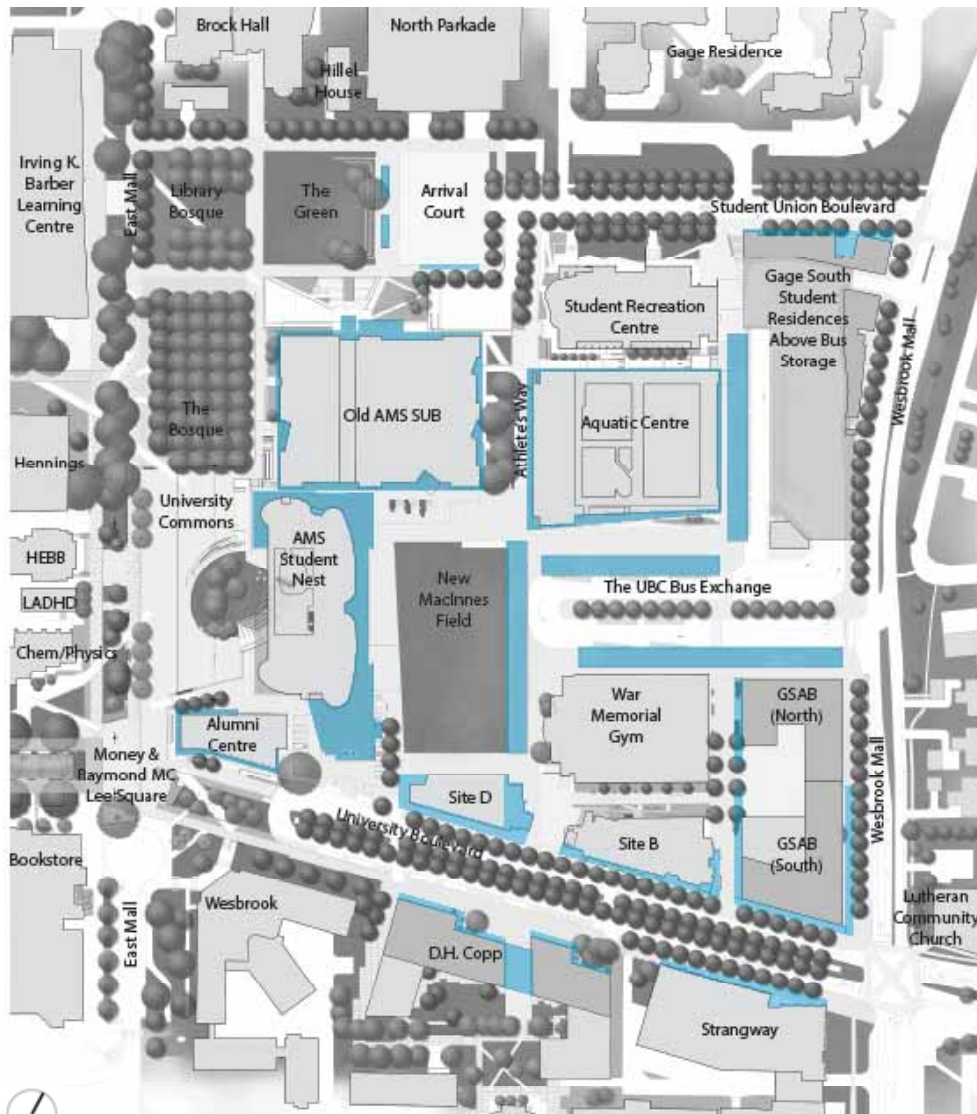 Brock Hall
North Parkade
Gage Residence
Hillel
House
Irving K.
Barber
Learning
Centre
East Mall
Library
Bosque
The
Green
Arrival
Court
Student Union Boulevard
Gage South
Student
Residences
Above Bus
Storage
Student Recreation
Centre
Wesbrook Mall
The
Bosque
Old AMS SUB
Athlete's Way
Aquatic Centre
Hennings
University
Commons
AMS
Student
Nest
HEBB
LADHD
Chem/Physics
New
MacInnes
Field
The UBC Bus Exchange
War
Memorial
Gym
GSAB
(North)
Alumni
Centre
Money &
Raymond MC.
Lee Square
Site D
University Boulevard
Site B
GSAB
(South)
Wesbrook Mall
Bookstore
Wesbrook
East Mall
D.H. Copp
Lutheran
Community
Church
Strangway